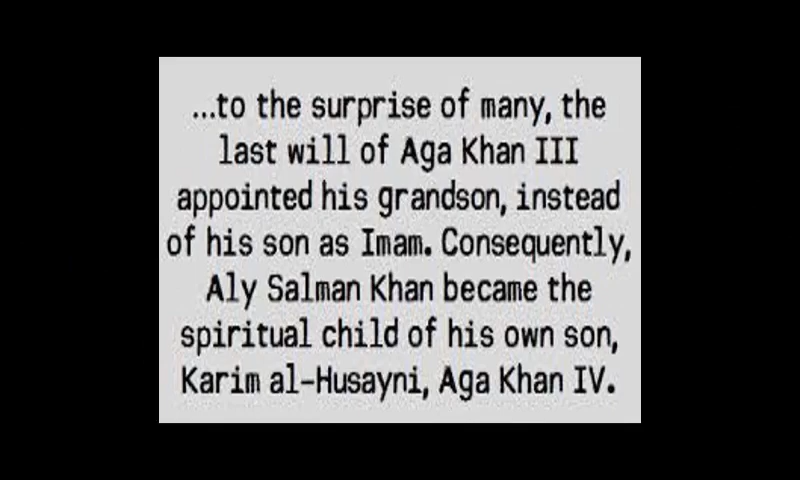 ...to the surprise of many, the
last will of Aga Khan III
appointed his grandson, instead
of his son as Imam. Consequently,
Aly Salman Khan became the
spiritual child of his own son,
Karim al-Husayni, Aga Khan IV.